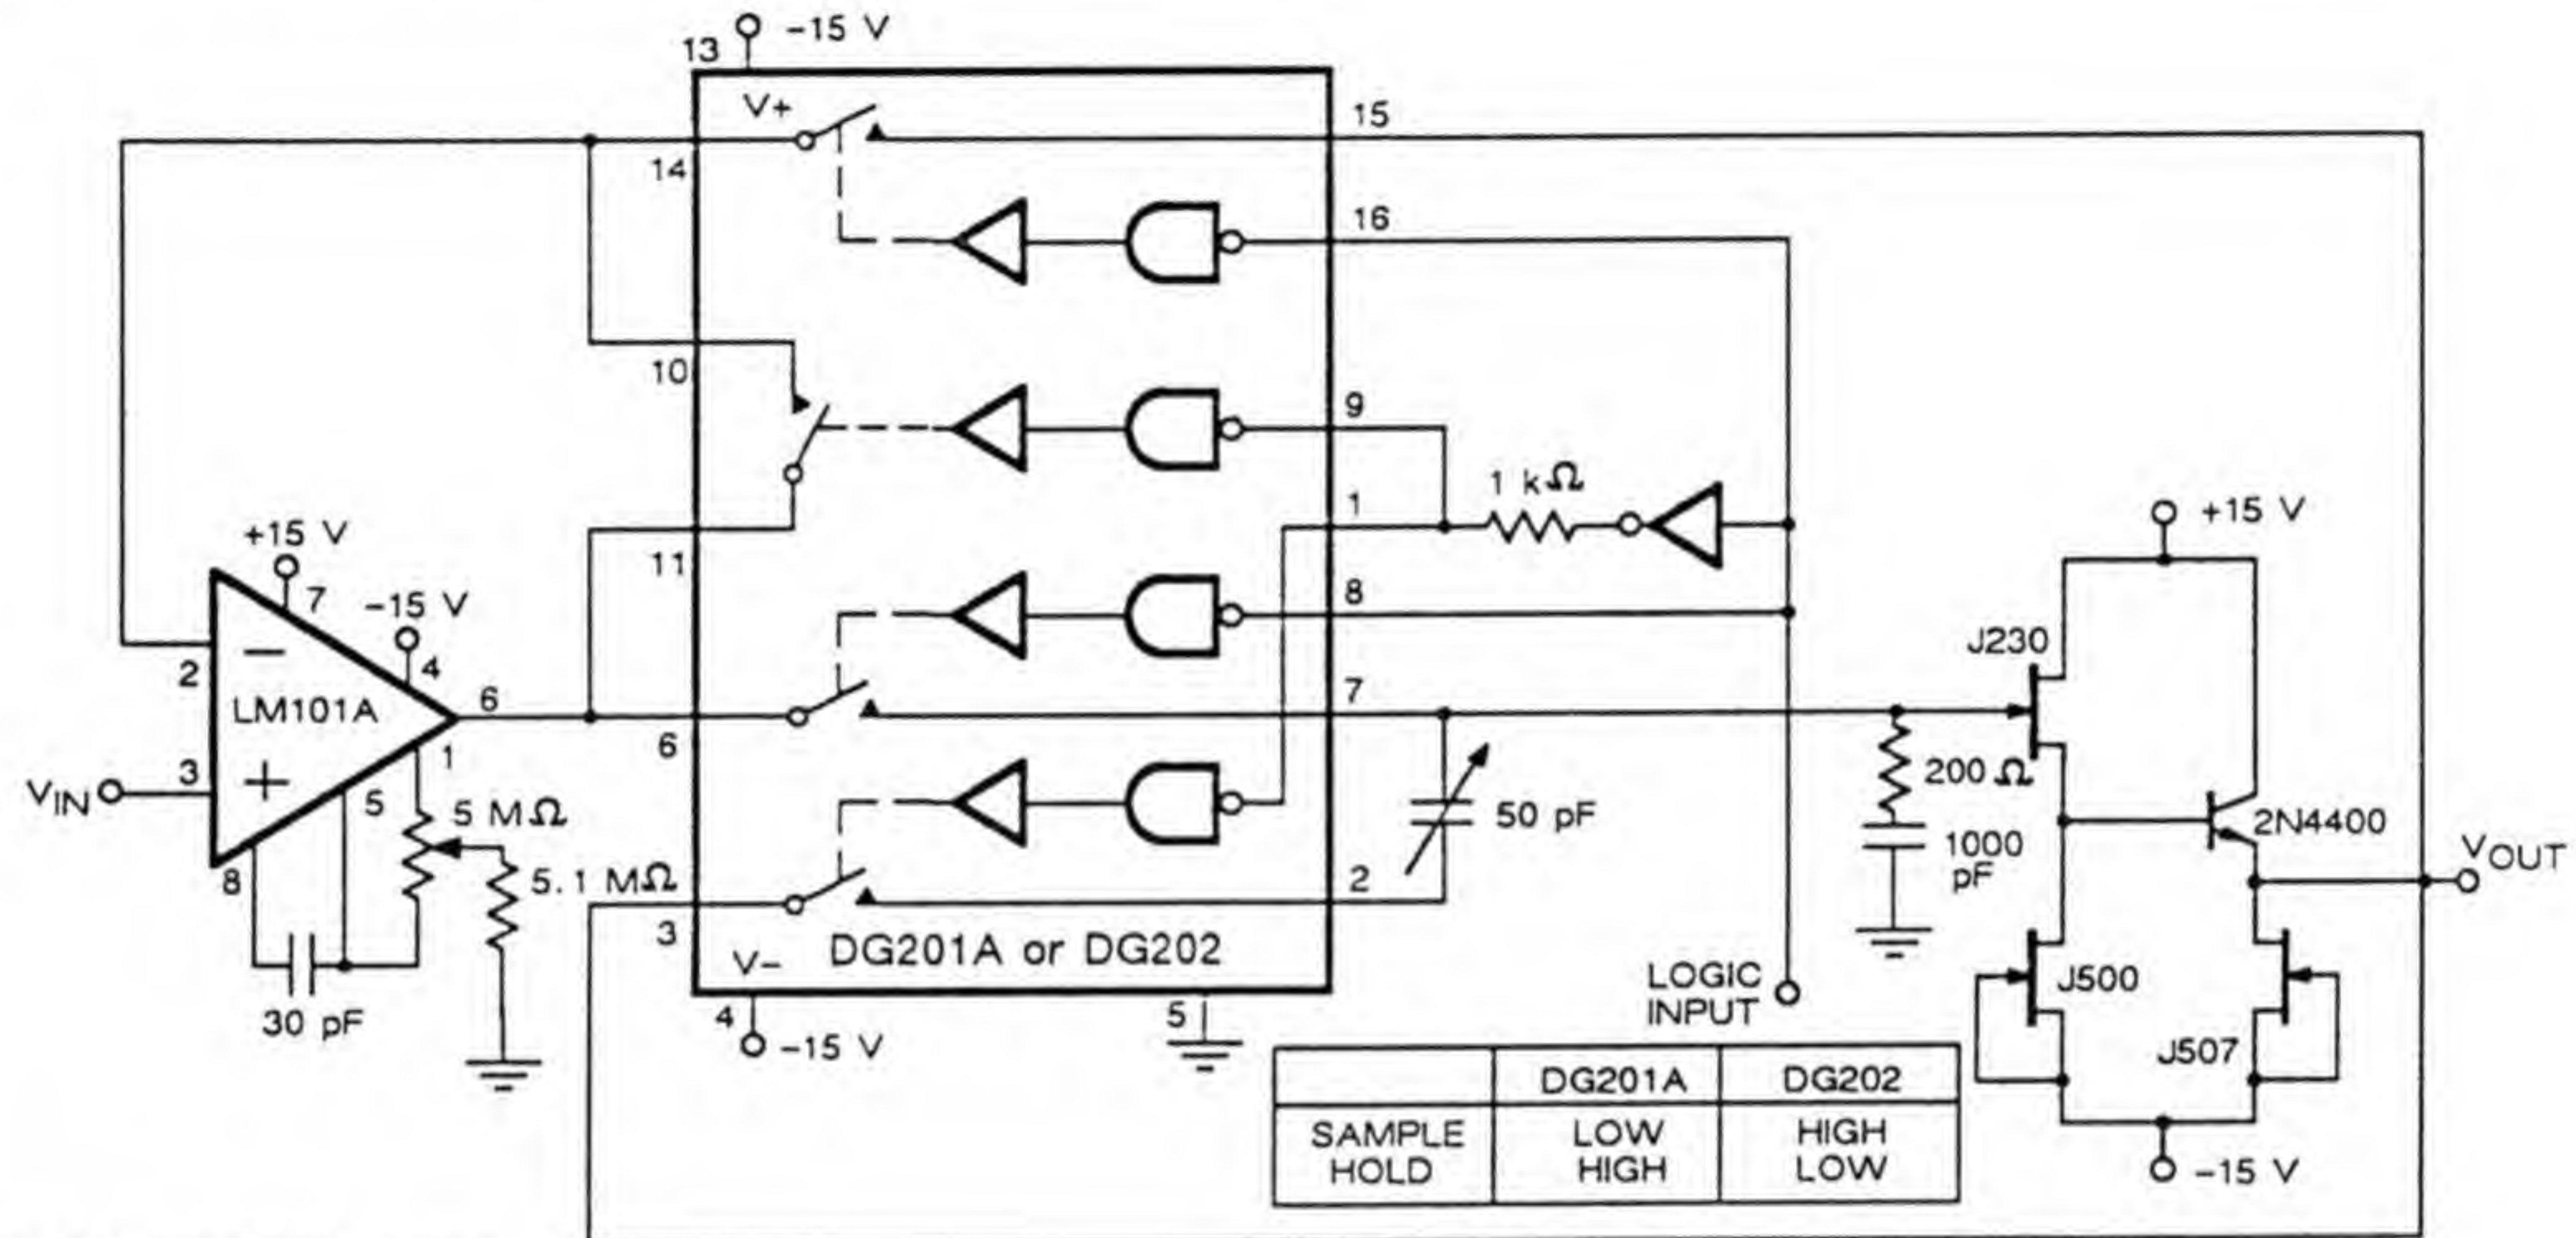 13
-15 V
V+
15
14
16
10
9
1 kΩ
1
+15 V
11
+15 V
7
-15 V
8
4
J230
2
LM101A
6
7
6
3
VIN
1
5
5 MΩ
200 Ω
50 pF
2N4400
1000
pF
VOUT
8
5.1 MΩ
2
3
DG201A or DG202
V-
LOGIC
INPUT
J500
30 pF
4
-15 V
5
J507
DG201A DG202
SAMPLE LOW HIGH
HOLD HIGH LOW
-15 V